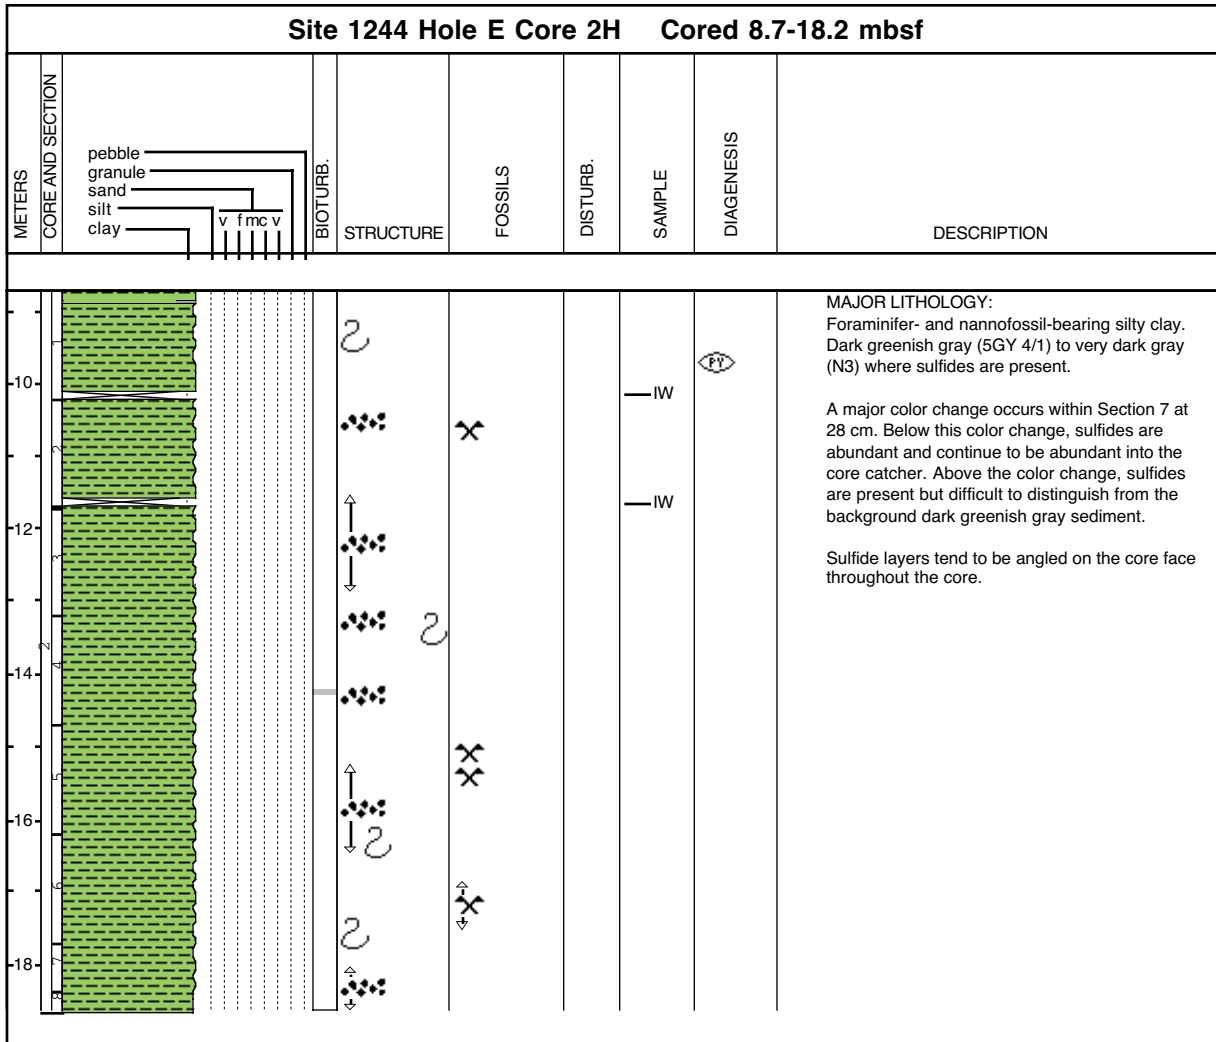 Site 1244 Hole E Core 2H Cored 8.7-18.2 mbsf
METERS
CORE AND SECTION
pebble
granule
sand
silt
v f m c v
clay
BIOTURB.
STRUCTURE
FOSSILS
DISTURB.
SAMPLE
DIAGENESIS
DESCRIPTION
MAJOR LITHOLOGY:
Foraminifer- and nannofossil-bearing silty clay.
Dark greenish gray (5GY 4/1) to very dark gray
(N3) where sulfides are present.
A major color change occurs within Section 7 at
28 cm. Below this color change, sulfides are
abundant and continue to be abundant into the
core catcher. Above the color change, sulfides
are present but difficult to distinguish from the
background dark greenish gray sediment.
Sulfide layers tend to be angled on the core face
throughout the core.
1
PY
10
IW
2
IW
12
3
2
4
14
5
16
6
18
7
8